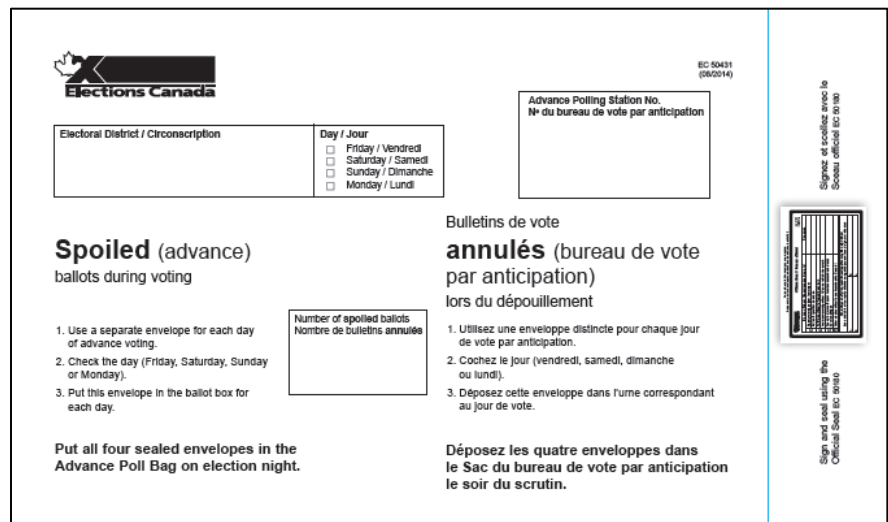 Elections Canada
EC 50431
(08/2014)
Advance Polling Station No.
Nº du bureau de vote par anticipation
Electoral District / Circonscription
Day / Jour
Friday / Vendredi
Saturday / Samedi
Sunday / Dimanche
Monday / Lundi
Spoiled (advance)
ballots during voting
1. Use a separate envelope for each day
of advance voting.
2. Check the day (Friday, Saturday, Sunday
or Monday).
3. Put this envelope in the ballot box for
each day.
Number of spoiled ballots
Nombre de bulletins annulés
Put all four sealed envelopes in the
Advance Poll Bag on election night.
Bulletins de vote
annulés (bureau de vote
par anticipation)
lors du dépouillement
1. Utilisez une enveloppe distincte pour chaque jour
de vote par anticipation.
2. Cochez le jour (vendredi, samedi, dimanche
ou lundi).
3. Déposez cette enveloppe dans l'urne correspondant
au jour de vote.
Déposez les quatre enveloppes dans
le Sac du bureau de vote par anticipation
le soir du scrutin.
Signez et scellez avec le
Sceau officiel EC 50180
Sign and seal using the
Official Seal EC 50180